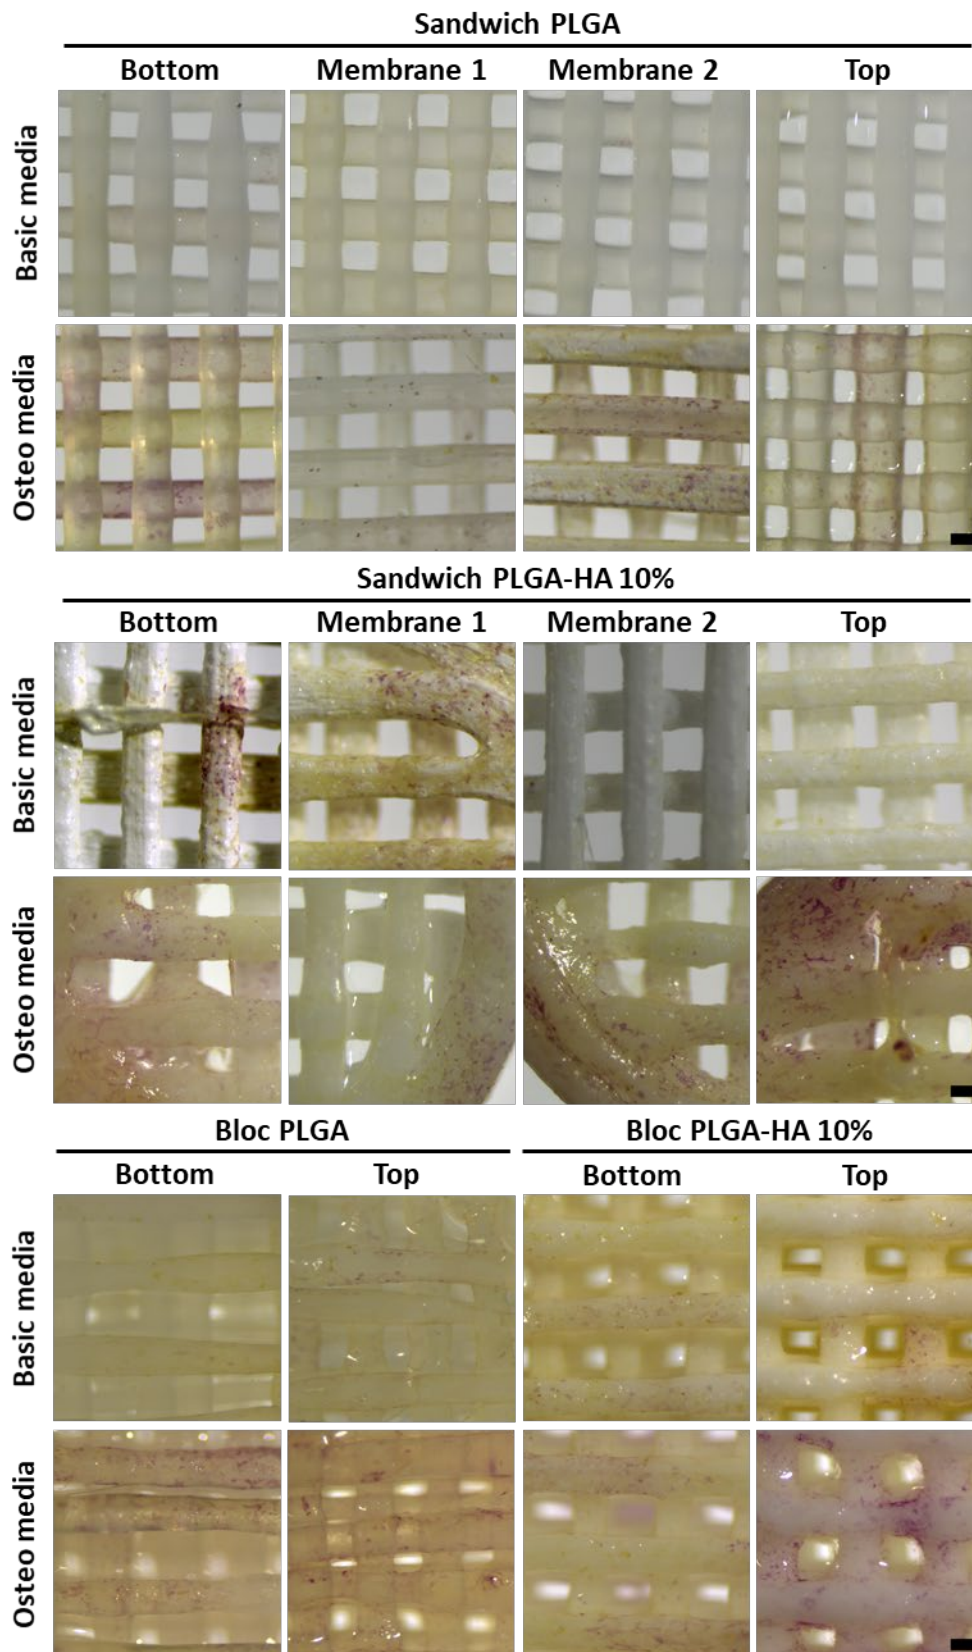 Sandwich PLGA
Bottom Membrane 1 Membrane 2 Top
Basic media
Osteo media
Sandwich PLGA-HA 10%
Bottom Membrane 1 Membrane 2 Top
Basic media
Osteo media
Bloc PLGA Bloc PLGA-HA 10%
Bottom Top Bottom Top
Basic media
Osteo media